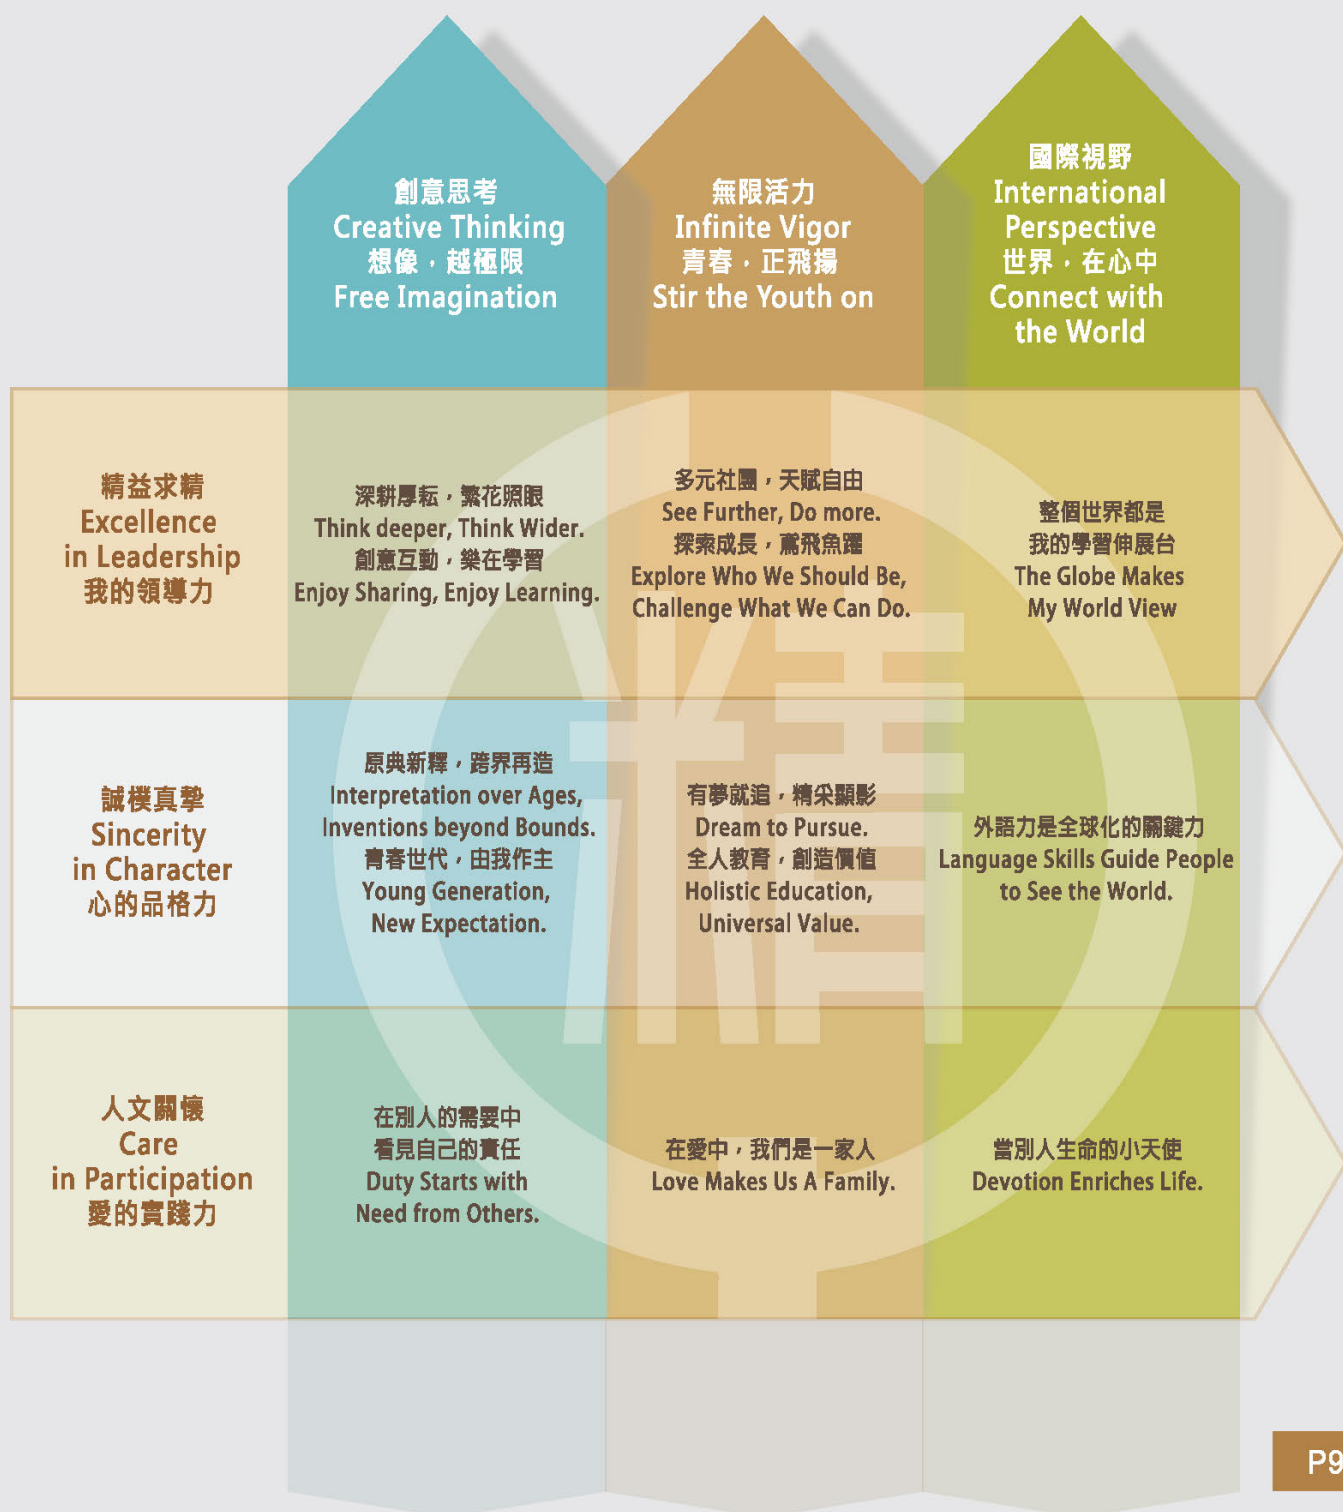 創意思考
Creative Thinking
想像，越極限
Free Imagination
無限活力
Infinite Vigor
青春，正飛揚
Stir the Youth on
國際視野
International
Perspective
世界，在心中
Connect with
the World
精益求精
Excellence
in Leadership
我的領導力
深耕厚耘，繁花照眼
Think deeper, Think Wider.
創意互動，樂在學習
Enjoy Sharing, Enjoy Learning.
多元社團，天賦自由
See Further, Do more.
探索成長，鳶飛魚躍
Explore Who We Should Be,
Challenge What We Can Do.
整個世界都是
我的學習伸展台
The Globe Makes
My World View
誠樸真摯
Sincerity
in Character
心的品格力
原典新釋，跨界再造
Interpretation over Ages,
Inventions beyond Bounds.
青春世代，由我作主
Young Generation,
New Expectation.
有夢就追，精采顯影
Dream to Pursue.
全人教育，創造價值
Holistic Education,
Universal Value.
外語力是全球化的關鍵力
Language Skills Guide People
to See the World.
人文關懷
Care
in Participation
愛的實踐力
在別人的需要中
看見自己的責任
Duty Starts with
Need from Others.
在愛中，我們是一家人
Love Makes Us A Family.
當別人生命的小天使
Devotion Enriches Life.
精
P9